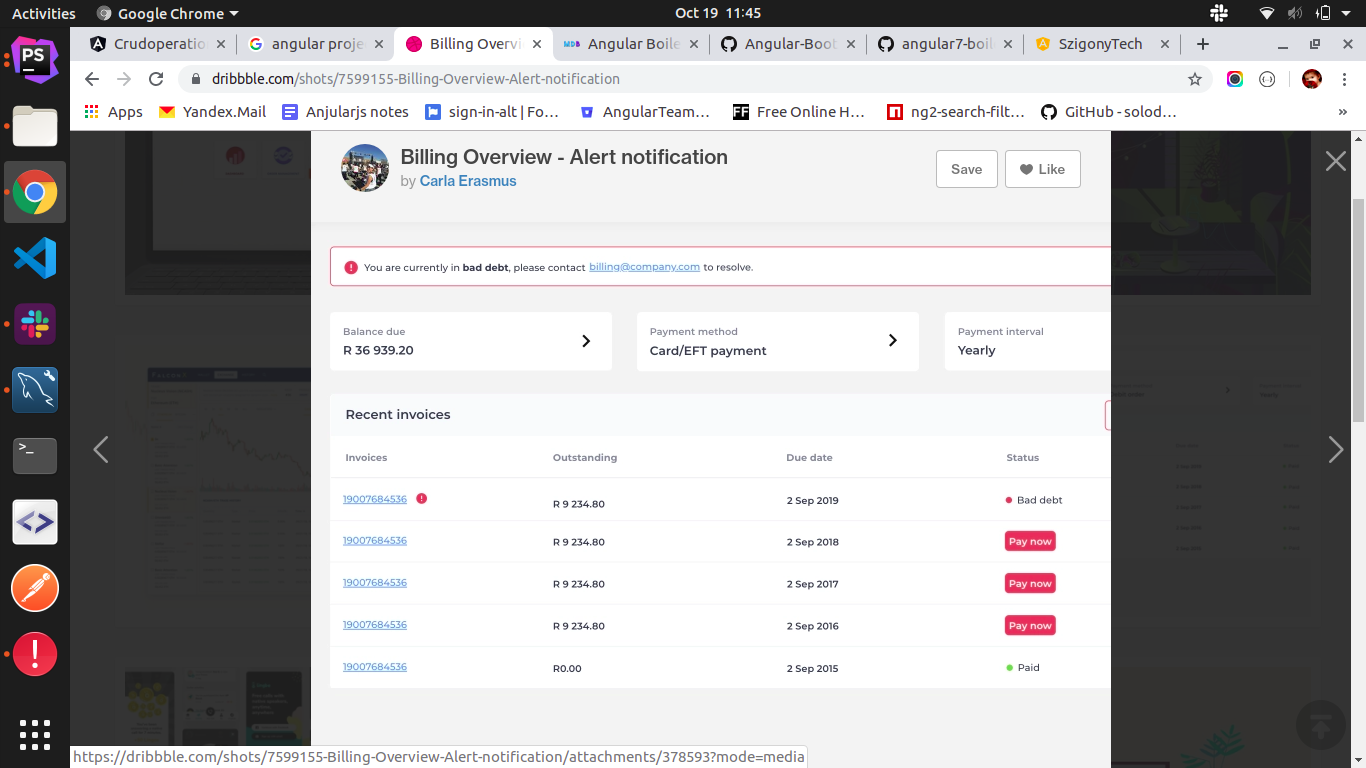 Activities Google Chrome Oct 19 11:45
PS
Crudoperatio angular proje Billing Overvi MDB Angular Boile Angular-Boot angular7-boil SzigonyTech
dribbble.com/shots/7599155-Billing-Overview-Alert-notification
Apps Yandex.Mail Anjularjs notes sign-in-alt | Fo... AngularTeam... FF Free Online H... ng2-search-filt... GitHub - solod...
Billing Overview - Alert notification
by Carla Erasmus
Save Like
You are currently in bad debt, please contact billing@company.com to resolve.
Balance due Payment method Payment interval
R 36 939.20 Card/EFT payment Yearly
Recent invoices
Invoices Outstanding Due date Status
19007684536 R 9 234.80 2 Sep 2019 Bad debt
19007684536 R 9 234.80 2 Sep 2018 Pay now
19007684536 R 9 234.80 2 Sep 2017 Pay now
19007684536 R 9 234.80 2 Sep 2016 Pay now
19007684536 R0.00 2 Sep 2015 Paid
https://dribbble.com/shots/7599155-Billing-Overview-Alert-notification/attachments/378593?mode=media